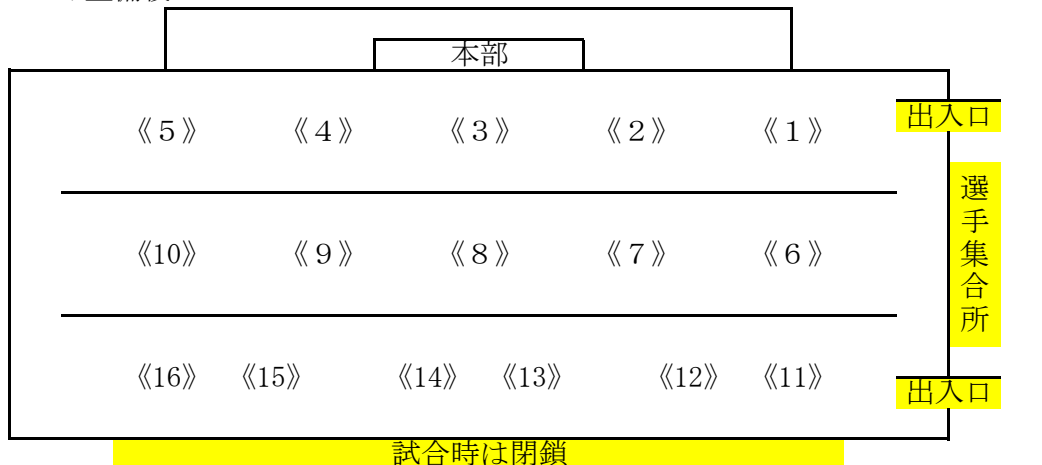 本部
《５》 《４》 《３》 《２》 《１》
出入口
選手集合所
《10》 《９》 《８》 《７》 《６》
《16》 《15》 《14》 《13》 《12》 《11》
出入口
試合時は閉鎖